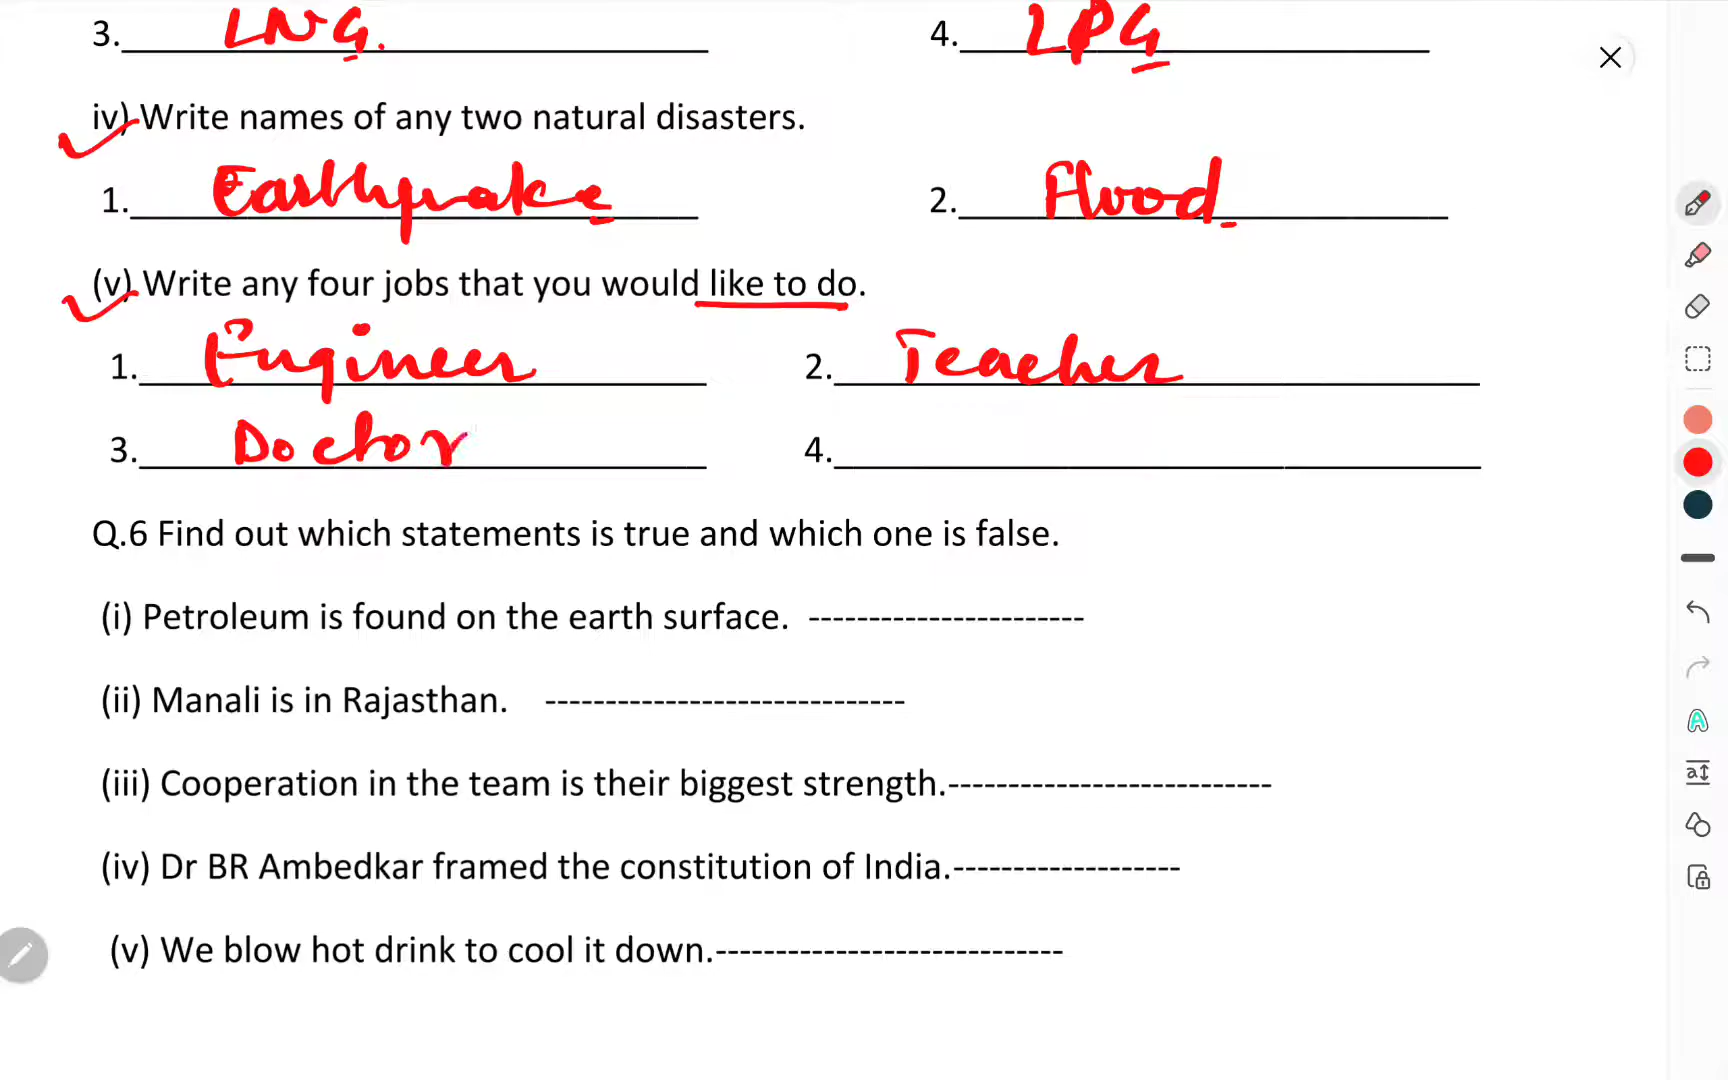 3. LNG. 4. LPG
iv) Write names of any two natural disasters.
1. Earthquake 2. Flood.
(v) Write any four jobs that you would like to do.
1. Engineer 2. Teacher
3. Doctor 4.
Q.6 Find out which statements is true and which one is false.
(i) Petroleum is found on the earth surface. -----------------------
(ii) Manali is in Rajasthan. ------------------------------
(iii) Cooperation in the team is their biggest strength.---------------------------
(iv) Dr BR Ambedkar framed the constitution of India.-------------------
(v) We blow hot drink to cool it down.-----------------------------